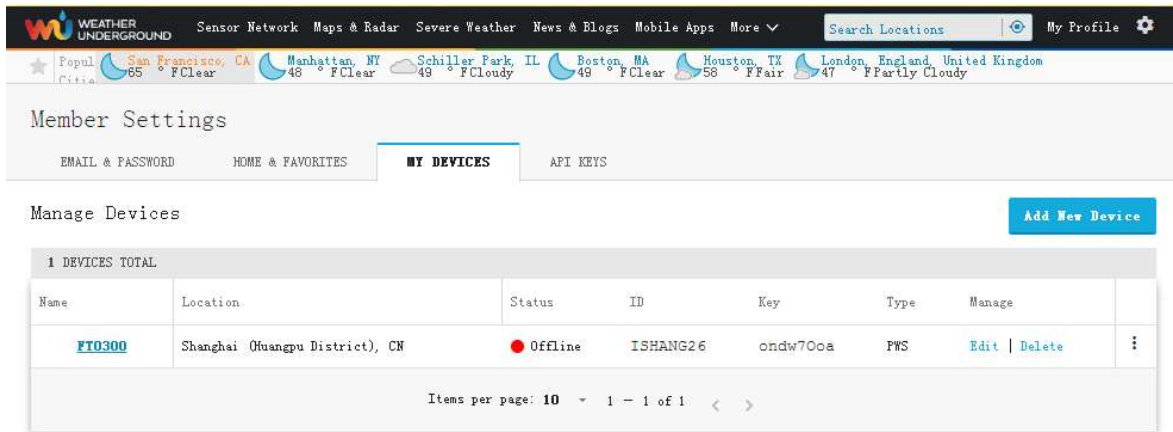 WEATHER UNDERGROUND Sensor Network Maps & Radar Severe Weather News & Blogs Mobile Apps More Search Locations My Profile
Popul San Francisco, CA Manhattan, NY Schiller Park, IL Boston, MA Houston, TX London, England, United Kingdom
65 ° F Clear 48 ° F Clear 49 ° F Cloudy 49 ° F Clear 58 ° F Fair 47 ° F Partly Cloudy
Member Settings
EMAIL & PASSWORD HOME & FAVORITES MY DEVICES API KEYS
Manage Devices Add New Device
1 DEVICES TOTAL
Name Location Status ID Key Type Manage
FT0300 Shanghai (Huangpu District), CN Offline ISHANG26 ondw7Ooa PWS Edit | Delete
Items per page: 10 1 - 1 of 1 < >